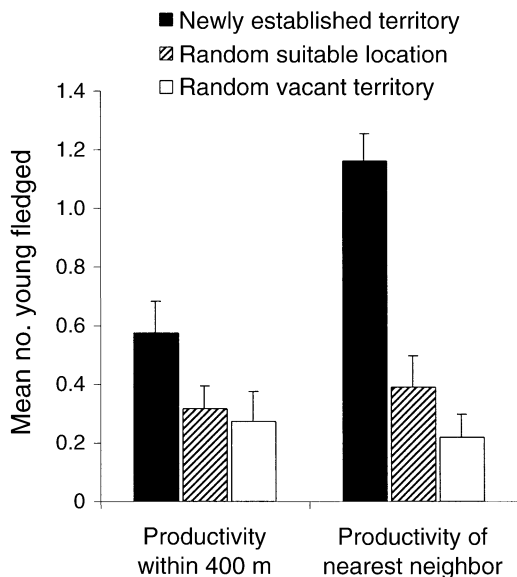 Newly established territory
Random suitable location
Random vacant territory
Mean no. young fledged
1.4
1.2
1.0
0.8
0.6
0.4
0.2
0
Productivity
within 400 m
Productivity of
nearest neighbor